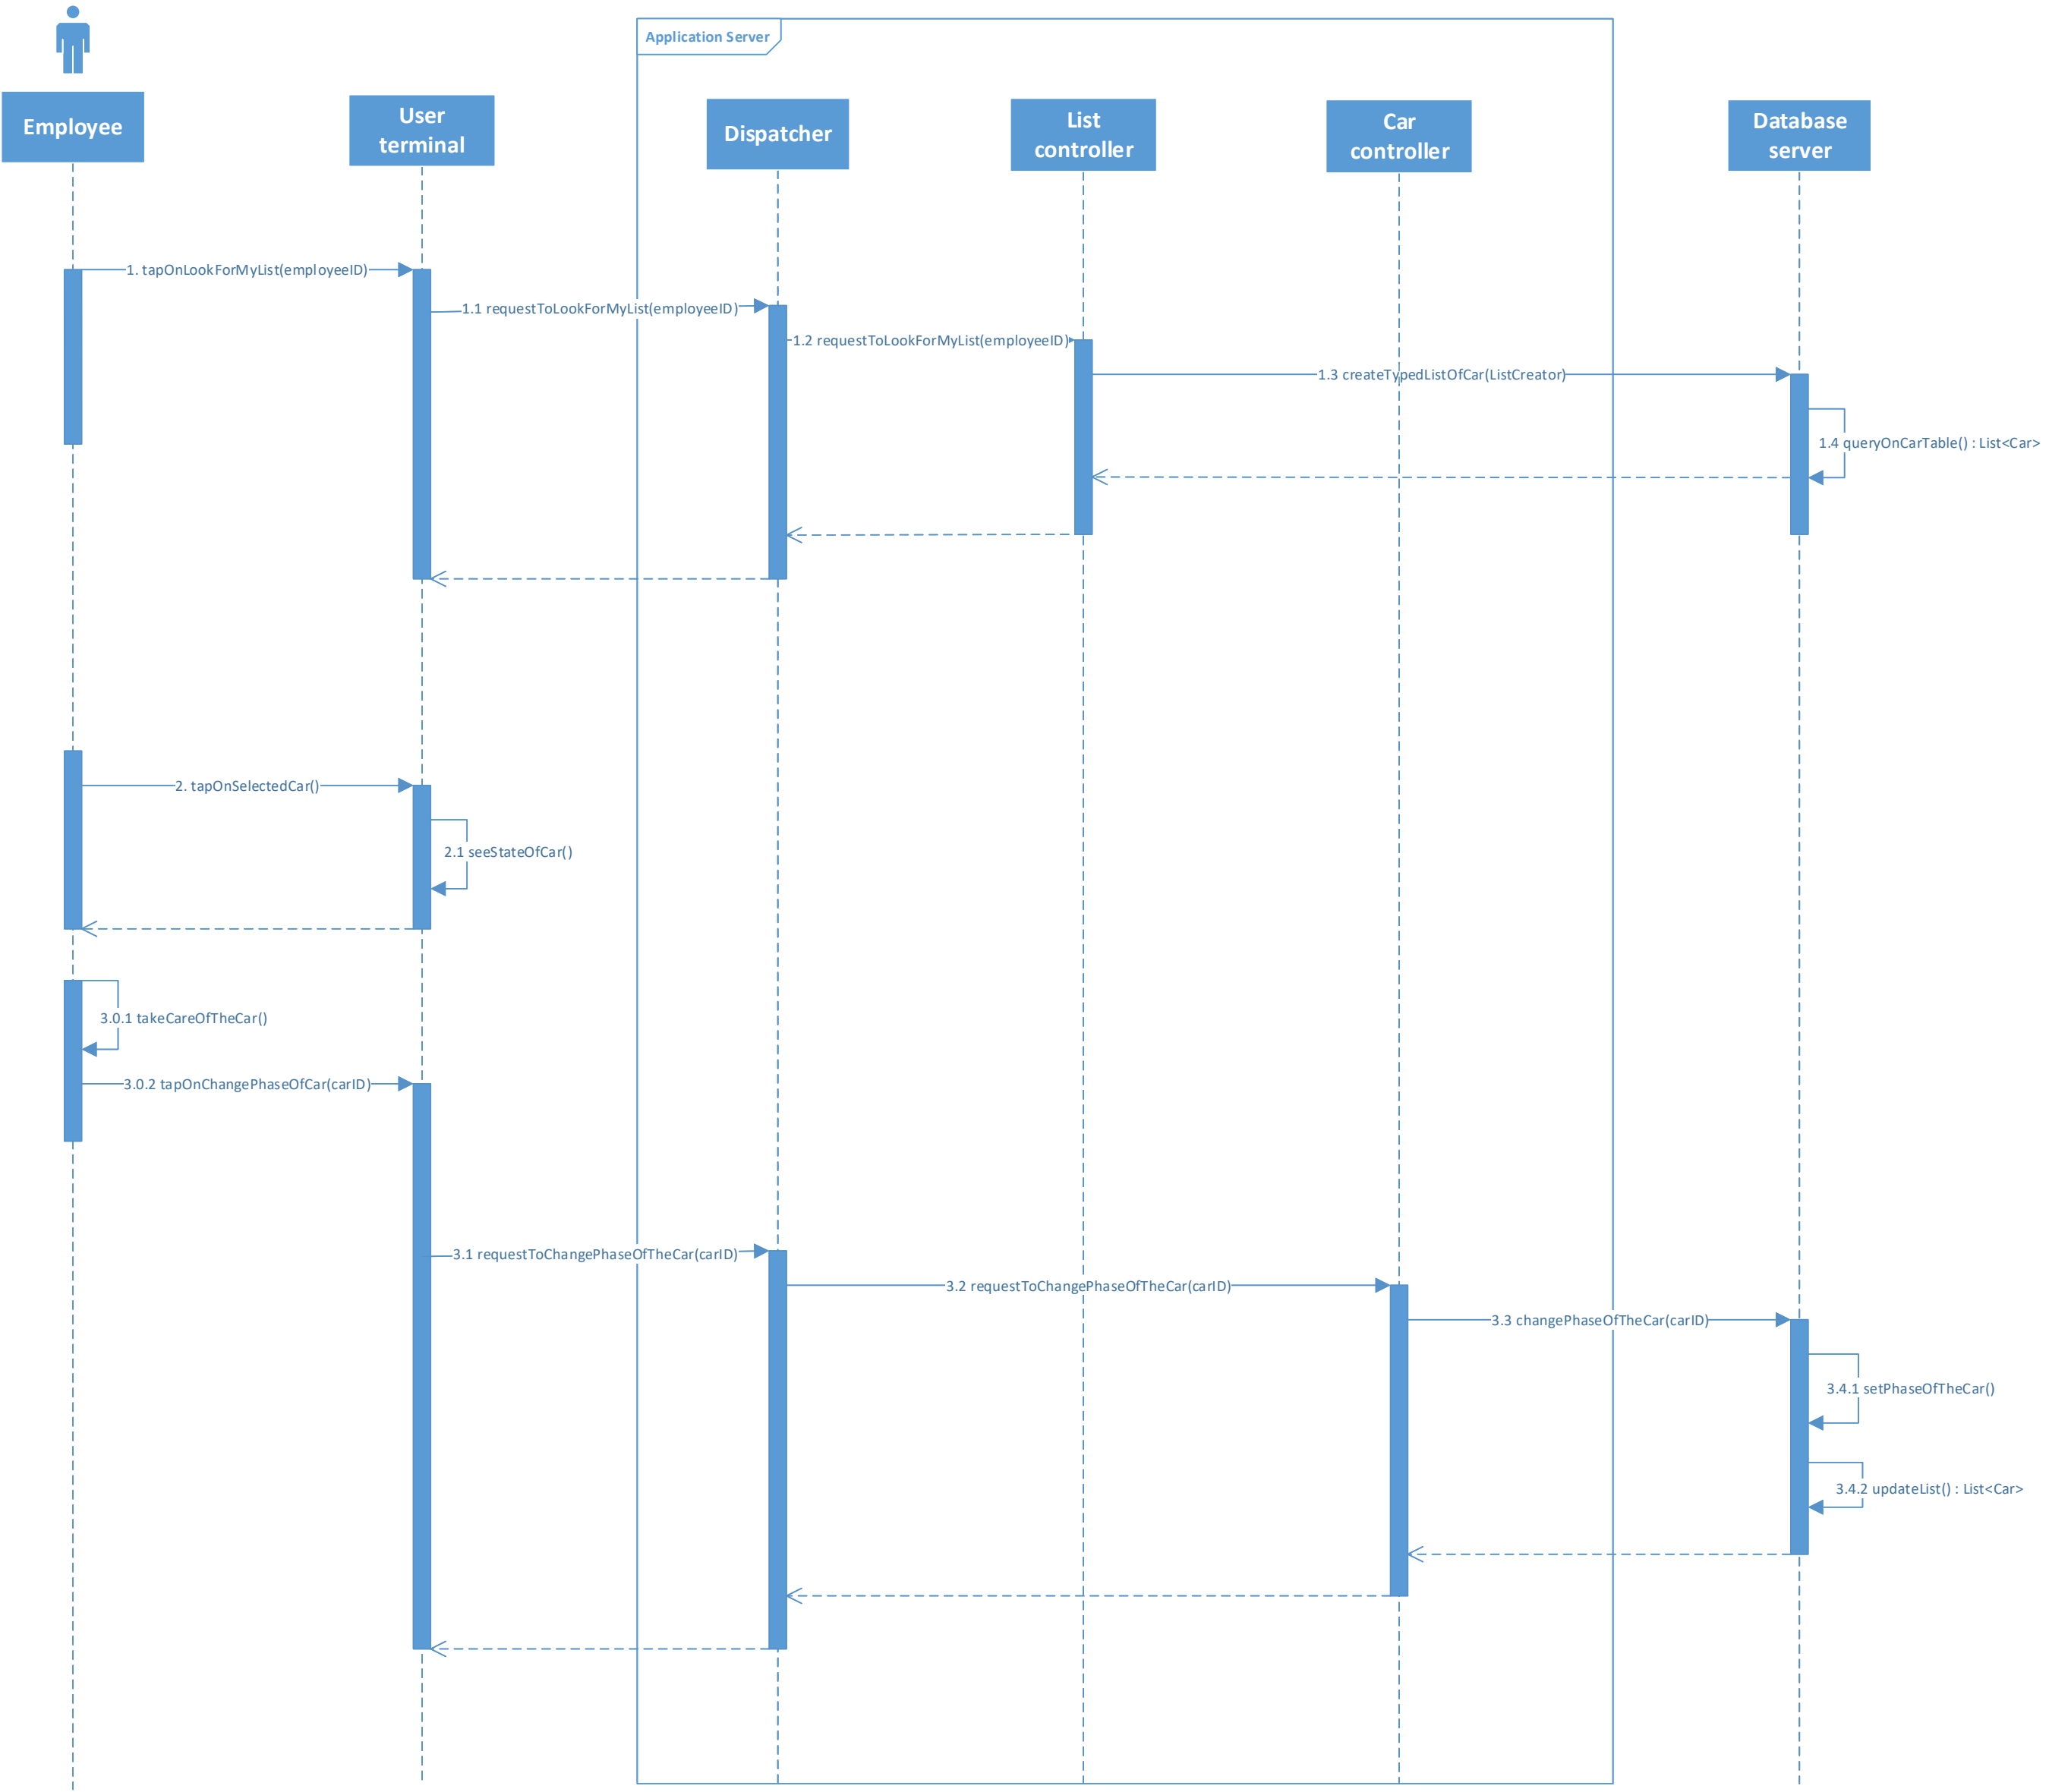 Application Server
Employee
User
terminal
Dispatcher
List
controller
Car
controller
Database
server
1. tapOnLookForMyList(employeeID)
1.1 requestToLookForMyList(employeeID)
1.2 requestToLookForMyList(employeeID)
1.3 createTypedListOfCar(ListCreator)
1.4 queryOnCarTable() : List<Car>
2. tapOnSelectedCar()
2.1 seeStateOfCar()
3.0.1 takeCareOfTheCar()
3.0.2 tapOnChangePhaseOfCar(carID)
3.1 requestToChangePhaseOfTheCar(carID)
3.2 requestToChangePhaseOfTheCar(carID)
3.3 changePhaseOfTheCar(carID)
3.4.1 setPhaseOfTheCar()
3.4.2 updateList() : List<Car>